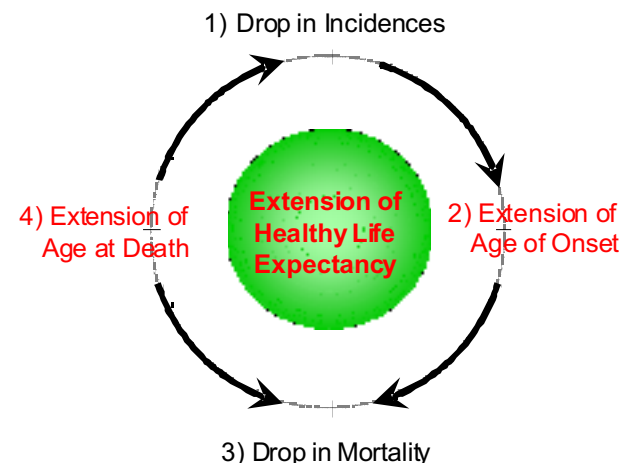 1) Drop in Incidences
Extension of
Healthy Life
Expectancy
2) Extension of
Age of Onset
3) Drop in Mortality
4) Extension of
Age at Death